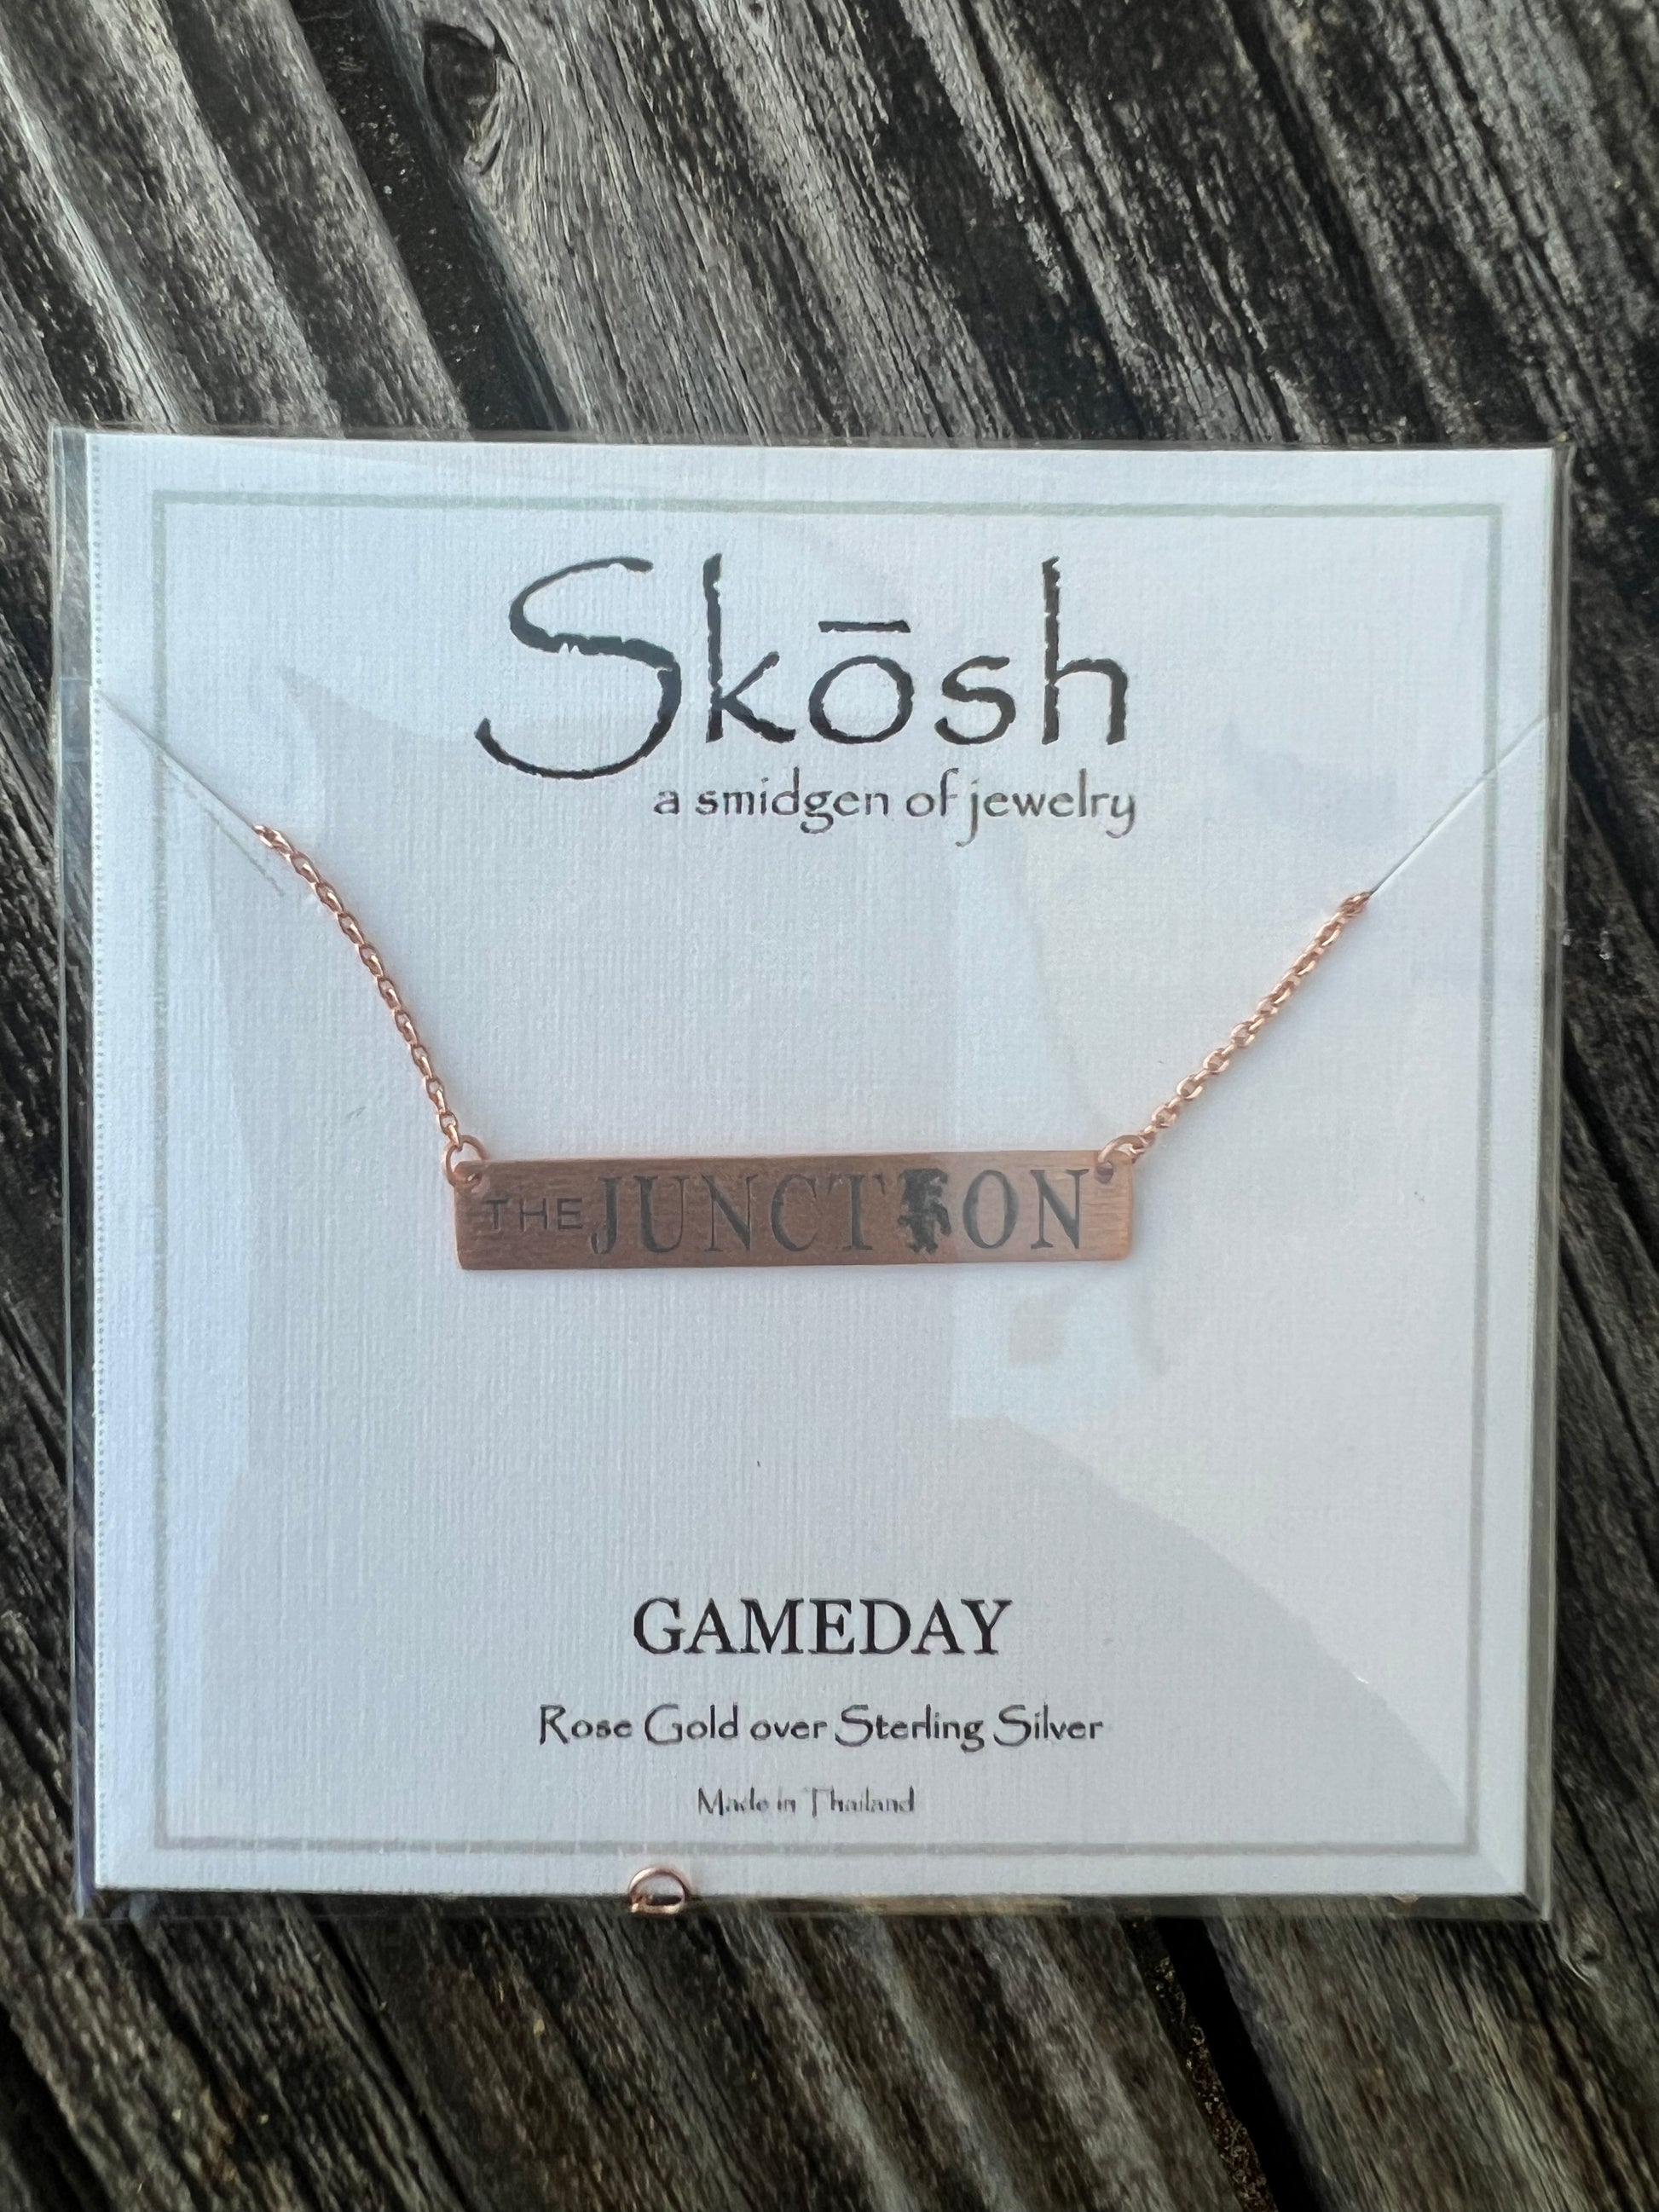 Skōsh
a smidgen of jewelry
THE JUNCTION
GAMEDAY
Rose Gold over Sterling Silver
Made in Thailand